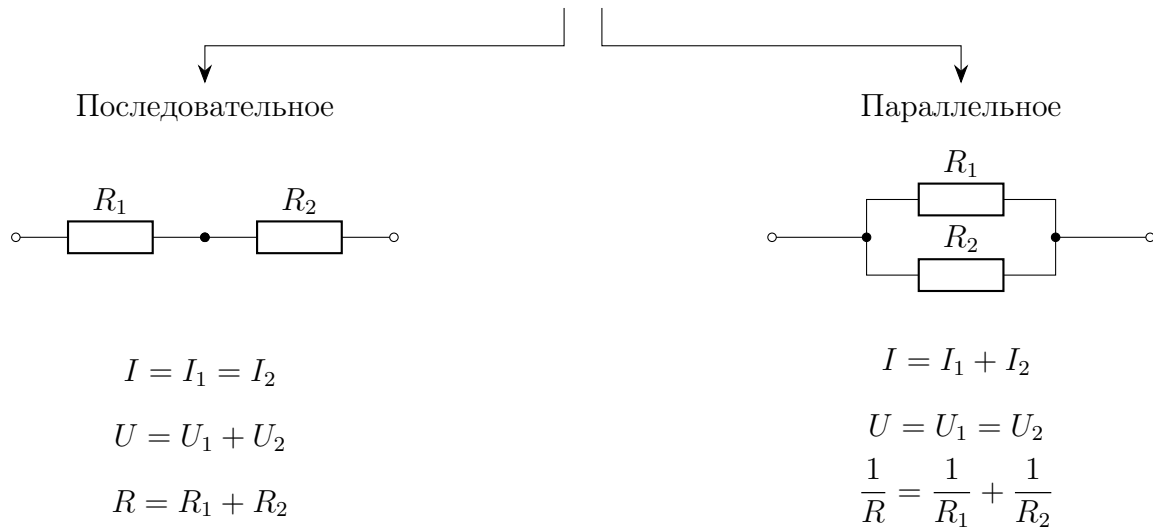 Последовательное
R₁ R₂
I = I₁ = I₂
U = U₁ + U₂
R = R₁ + R₂
Параллельное
R₁
R₂
I = I₁ + I₂
U = U₁ = U₂
1/R = 1/R₁ + 1/R₂